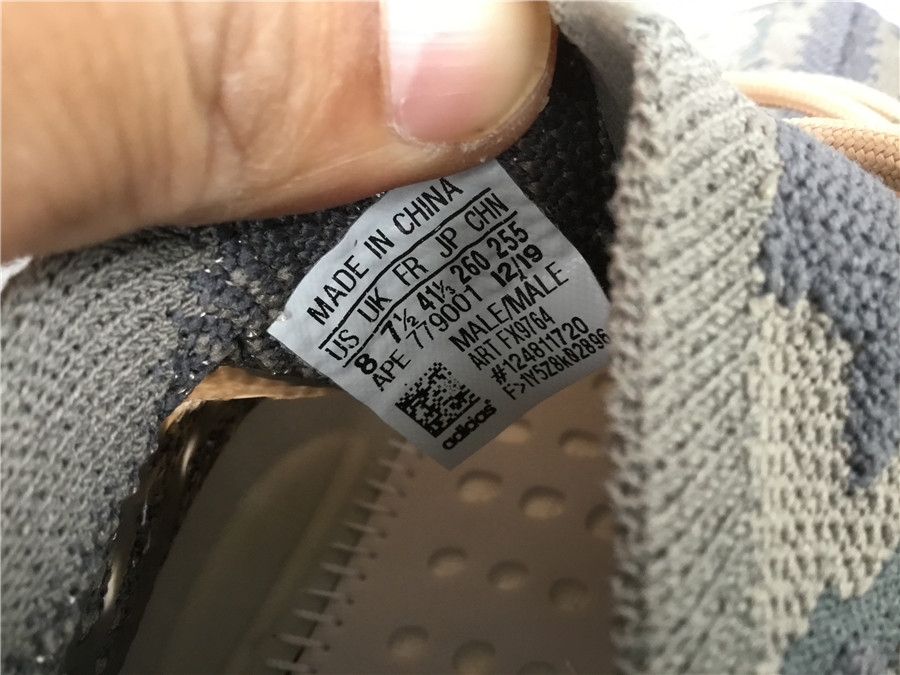 MADE IN CHINA
US UK FR JP CHN
8 7½ 41⅓ 260 255
APE 779001 12/19
MALE/MALE
ART FX9764
#124811720
F>1Y528K02896
adidas